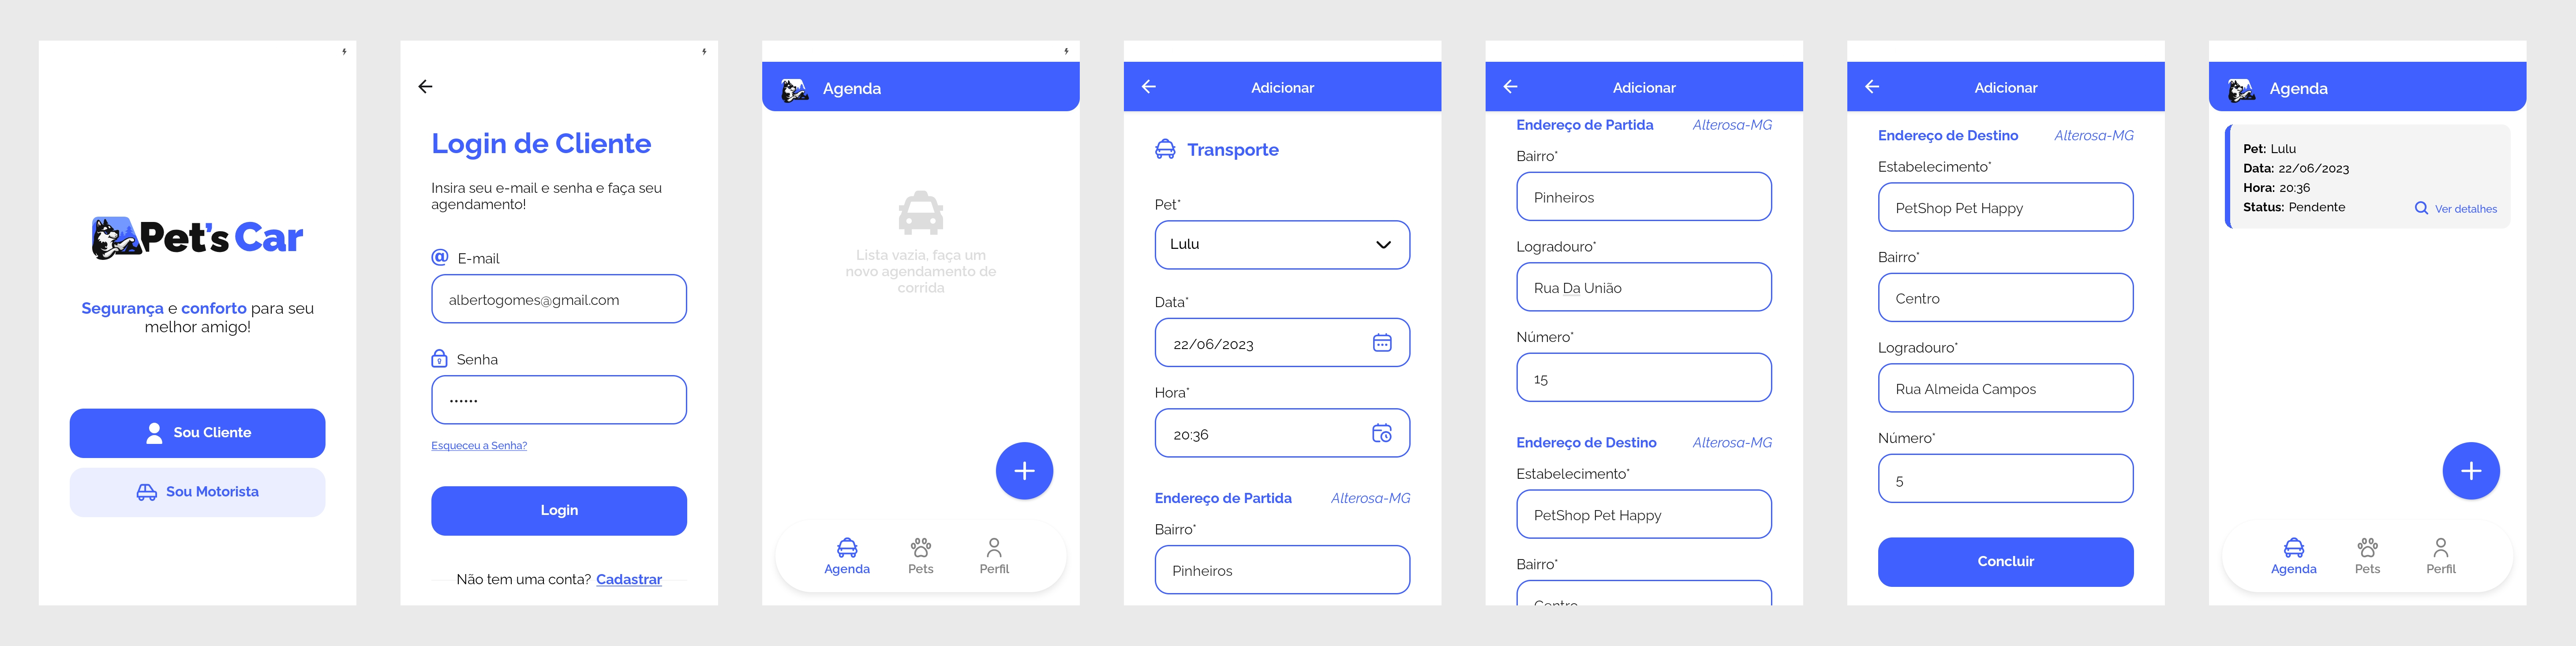 Pet's Car
Segurança e conforto para seu
melhor amigo!
Sou Cliente
Sou Motorista
Login de Cliente
Insira seu e-mail e senha e faça seu
agendamento!
@ E-mail
albertogomes@gmail.com
Senha
••••••
Esqueceu a Senha?
Login
Não tem uma conta? Cadastrar
Agenda
Lista vazia, faça um
novo agendamento de
corrida
+
Agenda Pets Perfil
Adicionar
Transporte
Pet*
Lulu
Data*
22/06/2023
Hora*
20:36
Endereço de Partida Alterosa-MG
Bairro*
Pinheiros
Adicionar
Endereço de Partida Alterosa-MG
Bairro*
Pinheiros
Logradouro*
Rua Da União
Número*
15
Endereço de Destino Alterosa-MG
Estabelecimento*
PetShop Pet Happy
Bairro*
Centro
Adicionar
Endereço de Destino Alterosa-MG
Estabelecimento*
PetShop Pet Happy
Bairro*
Centro
Logradouro*
Rua Almeida Campos
Número*
5
Concluir
Agenda
Pet: Lulu
Data: 22/06/2023
Hora: 20:36
Status: Pendente
Ver detalhes
+
Agenda Pets Perfil